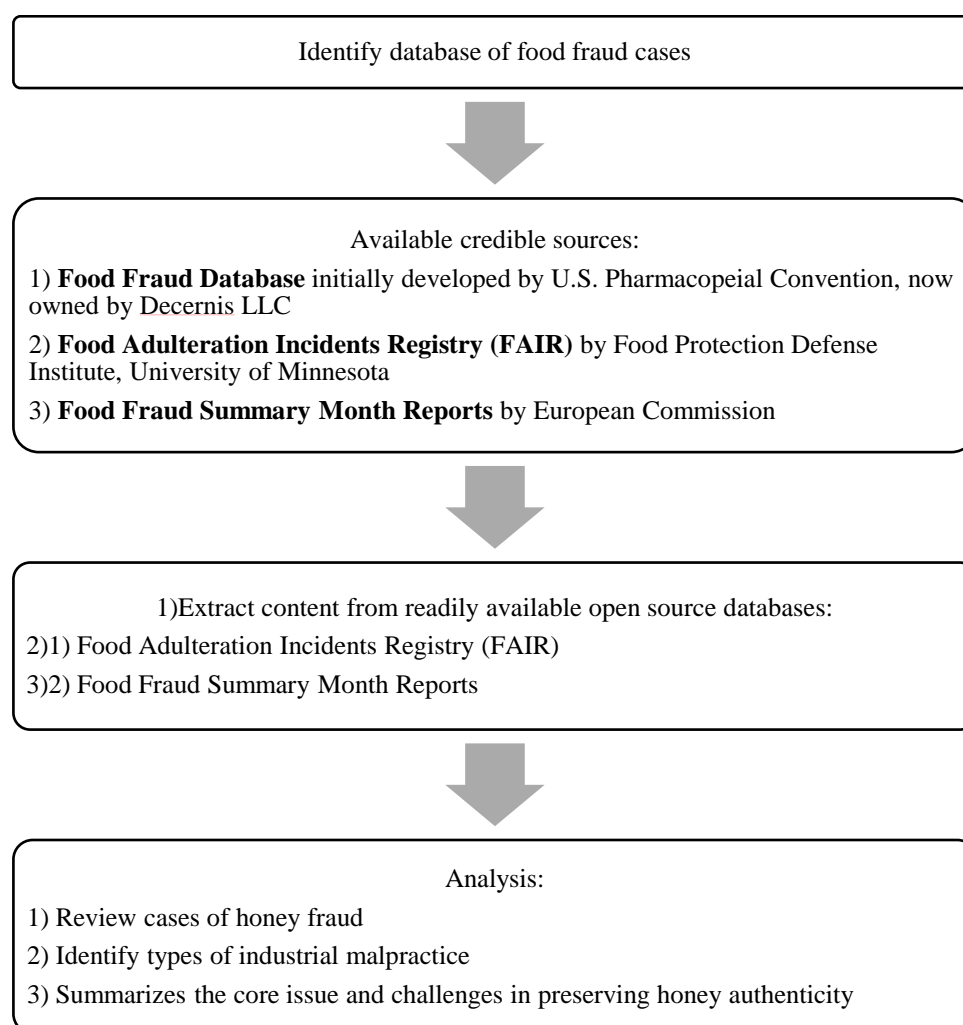 Identify database of food fraud cases
Available credible sources:
1) Food Fraud Database initially developed by U.S. Pharmacopeial Convention, now
owned by Decernis LLC
2) Food Adulteration Incidents Registry (FAIR) by Food Protection Defense
Institute, University of Minnesota
3) Food Fraud Summary Month Reports by European Commission
1)Extract content from readily available open source databases:
2)1) Food Adulteration Incidents Registry (FAIR)
3)2) Food Fraud Summary Month Reports
Analysis:
1) Review cases of honey fraud
2) Identify types of industrial malpractice
3) Summarizes the core issue and challenges in preserving honey authenticity